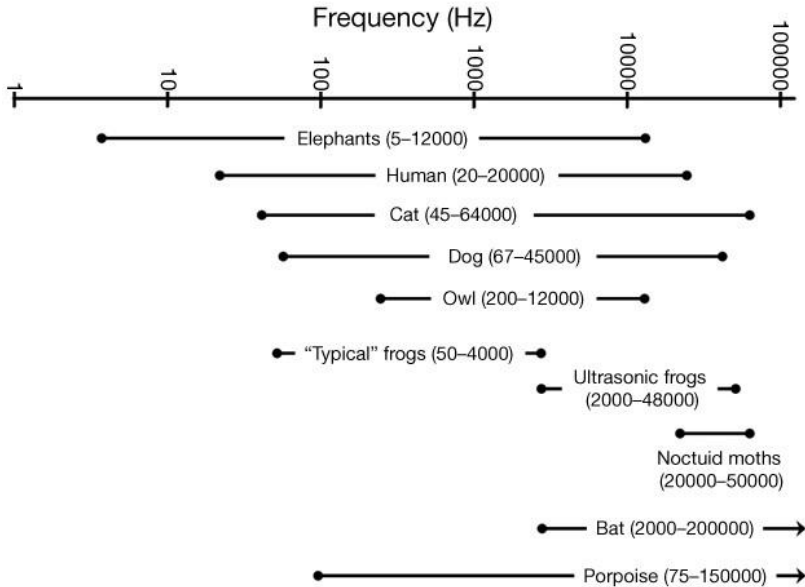 Frequency (Hz)
1
10
100
1000
10000
100000
Elephants (5–12000)
Human (20–20000)
Cat (45–64000)
Dog (67–45000)
Owl (200–12000)
“Typical” frogs (50–4000)
Ultrasonic frogs
(2000–48000)
Noctuid moths
(20000–50000)
Bat (2000–200000)
Porpoise (75–150000)